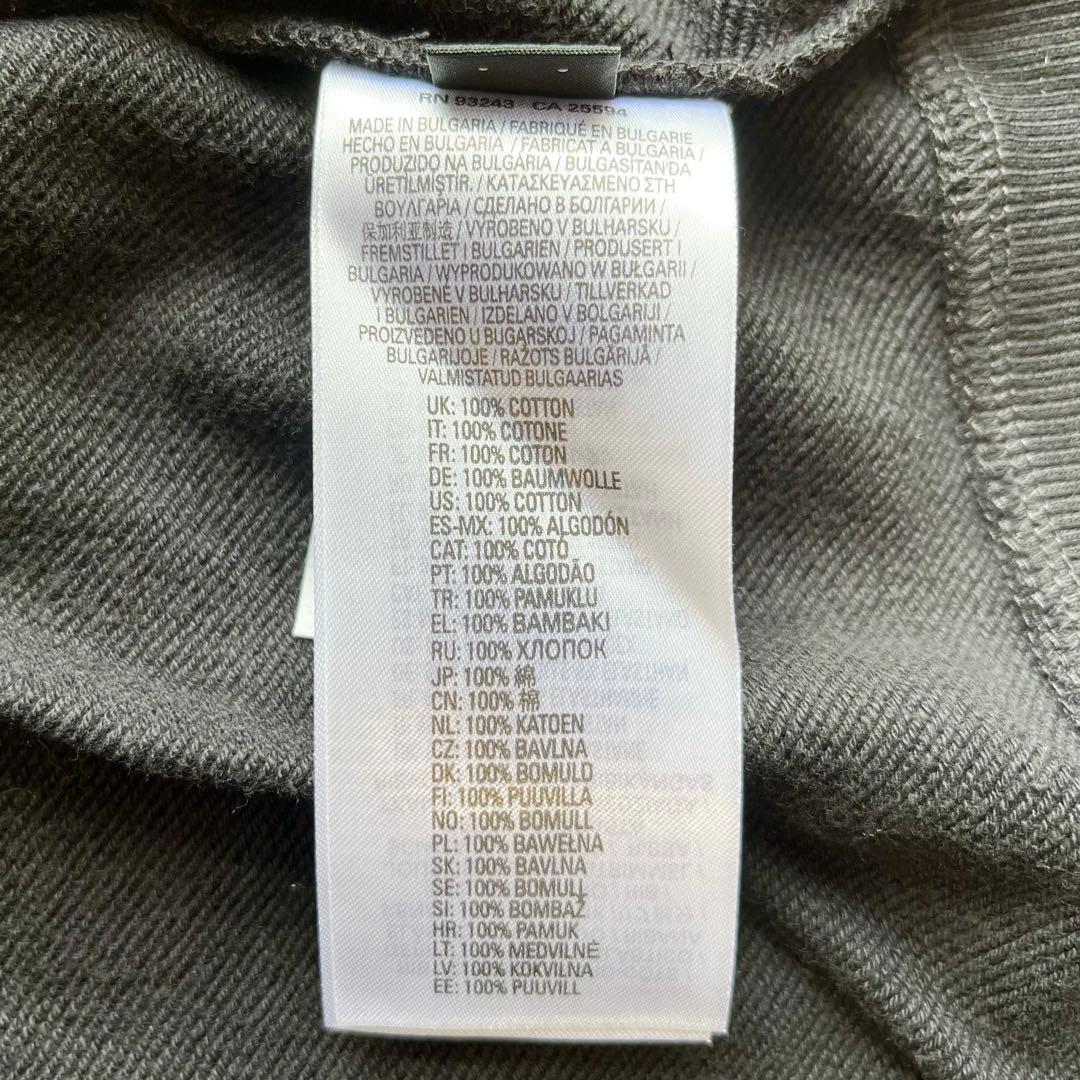 RN 93243 CA 25594
MADE IN BULGARIA / FABRIQUÉ EN BULGARIE
HECHO EN BULGARIA / FABRICAT A BULGÀRIA /
PRODUZIDO NA BULGÁRIA / BULGASİTAN'DA
ÜRETİLMİŞTİR. / ΚΑΤΑΣΚΕΥΑΣΜΕΝΟ ΣΤΗ
ΒΟΥΛΓΑΡΙΑ / СДЕЛАНО В БОЛГАРИИ /
保加利亚制造 / VYROBENO V BULHARSKU /
FREMSTILLET I BULGARIEN / PRODUSERT I
BULGARIA / WYPRODUKOWANO W BUŁGARII /
VYROBENÉ V BULHARSKU / TILLVERKAD
I BULGARIEN / IZDELANO V BOLGARIJI /
PROIZVEDENO U BUGARSKOJ / PAGAMINTA
BULGARIJOJE / RAŽOTS BULGĀRIJĀ /
VALMISTATUD BULGAARIAS
UK: 100% COTTON
IT: 100% COTONE
FR: 100% COTON
DE: 100% BAUMWOLLE
US: 100% COTTON
ES-MX: 100% ALGODÓN
CAT: 100% COTÓ
PT: 100% ALGODÃO
TR: 100% PAMUKLU
EL: 100% ΒΑΜΒΑΚΙ
RU: 100% ХЛОПОК
JP: 100% 綿
CN: 100% 棉
NL: 100% KATOEN
CZ: 100% BAVLNA
DK: 100% BOMULD
FI: 100% PUUVILLA
NO: 100% BOMULL
PL: 100% BAWEŁNA
SK: 100% BAVLNA
SE: 100% BOMULL
SI: 100% BOMBAŽ
HR: 100% PAMUK
LT: 100% MEDVILNĖ
LV: 100% KOKVILNA
EE: 100% PUUVILL